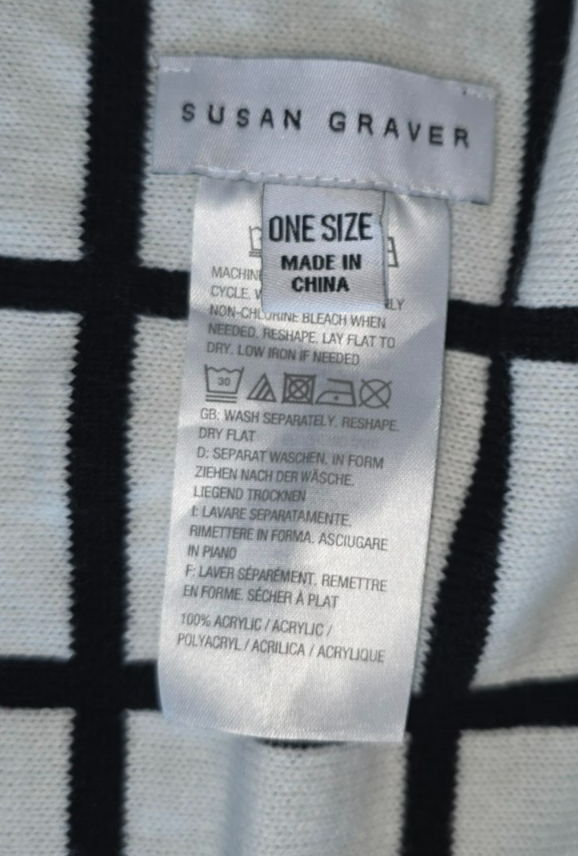 SUSAN GRAVER
ONE SIZE
MADE IN
CHINA
MACHIN
CYCLE, W LY
NON-CHLORINE BLEACH WHEN
NEEDED. RESHAPE. LAY FLAT TO
DRY. LOW IRON IF NEEDED
30
GB: WASH SEPARATELY. RESHAPE.
DRY FLAT
D: SEPARAT WASCHEN. IN FORM
ZIEHEN NACH DER WÄSCHE.
LIEGEND TROCKNEN
I: LAVARE SEPARATAMENTE.
RIMETTERE IN FORMA. ASCIUGARE
IN PIANO
F: LAVER SÉPARÉMENT. REMETTRE
EN FORME. SÉCHER À PLAT
100% ACRYLIC / ACRYLIC /
POLYACRYL / ACRILICA / ACRYLIQUE